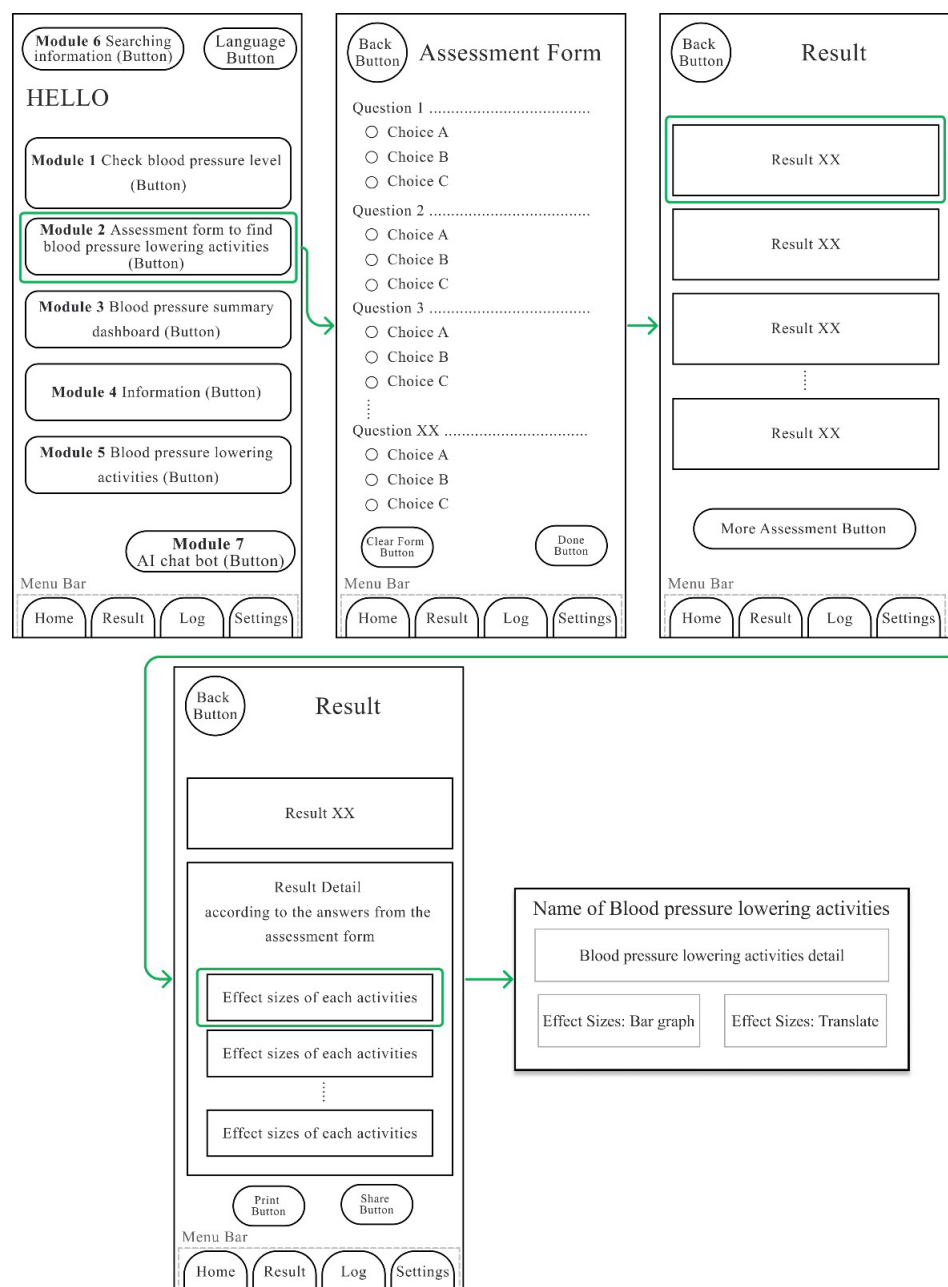 Module 6 Searching
information (Button)
Language
Button
HELLO
Module 1 Check blood pressure level
(Button)
Module 2 Assessment form to find
blood pressure lowering activities
(Button)
Module 3 Blood pressure summary
dashboard (Button)
Module 4 Information (Button)
Module 5 Blood pressure lowering
activities (Button)
Module 7
AI chat bot (Button)
Menu Bar
Home Result Log Settings
Back
Button
Assessment Form
Question 1 .....................................
Choice A
Choice B
Choice C
Question 2 .....................................
Choice A
Choice B
Choice C
Question 3 .....................................
Choice A
Choice B
Choice C
Question XX .................................
Choice A
Choice B
Choice C
Clear Form
Button
Done
Button
Menu Bar
Home Result Log Settings
Back
Button
Result
Result XX
Result XX
Result XX
Result XX
More Assessment Button
Menu Bar
Home Result Log Settings
Back
Button
Result
Result XX
Result Detail
according to the answers from the
assessment form
Effect sizes of each activities
Effect sizes of each activities
Effect sizes of each activities
Print
Button
Share
Button
Menu Bar
Home Result Log Settings
Name of Blood pressure lowering activities
Blood pressure lowering activities detail
Effect Sizes: Bar graph
Effect Sizes: Translate